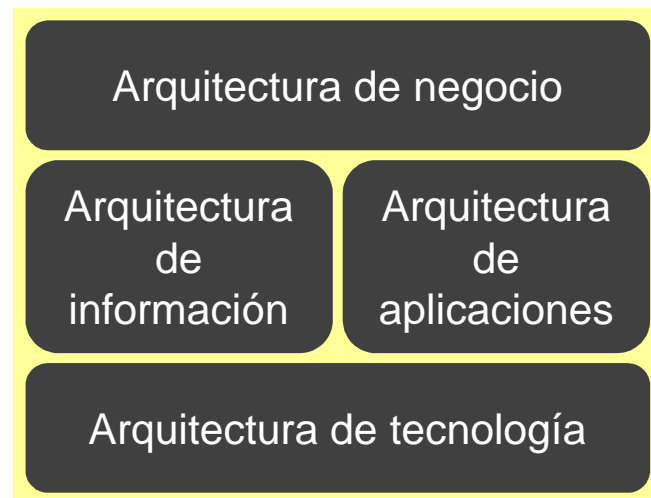 Arquitectura de negocio
Arquitectura
de
información
Arquitectura
de
aplicaciones
Arquitectura de tecnología